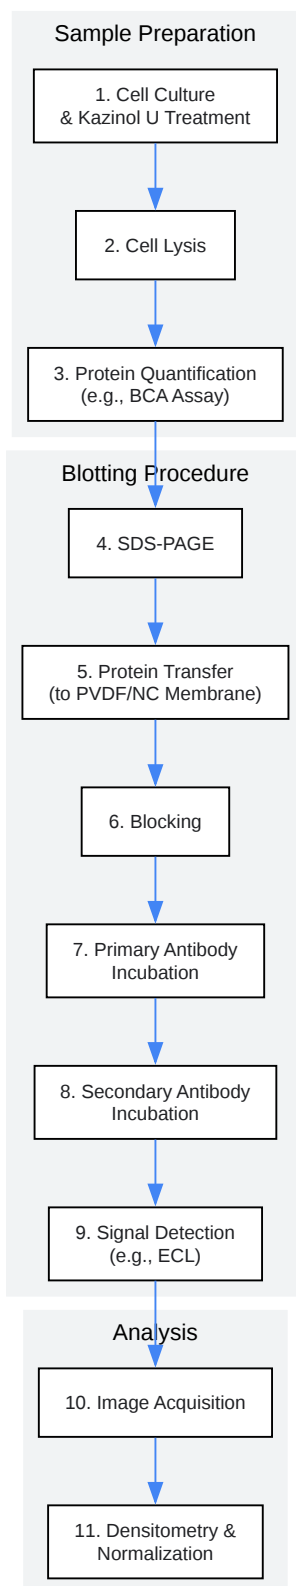 Sample Preparation
1. Cell Culture
& Kazinol U Treatment
2. Cell Lysis
3. Protein Quantification
(e.g., BCA Assay)
Blotting Procedure
4. SDS-PAGE
5. Protein Transfer
(to PVDF/NC Membrane)
6. Blocking
7. Primary Antibody
Incubation
8. Secondary Antibody
Incubation
9. Signal Detection
(e.g., ECL)
Analysis
10. Image Acquisition
11. Densitometry &
Normalization